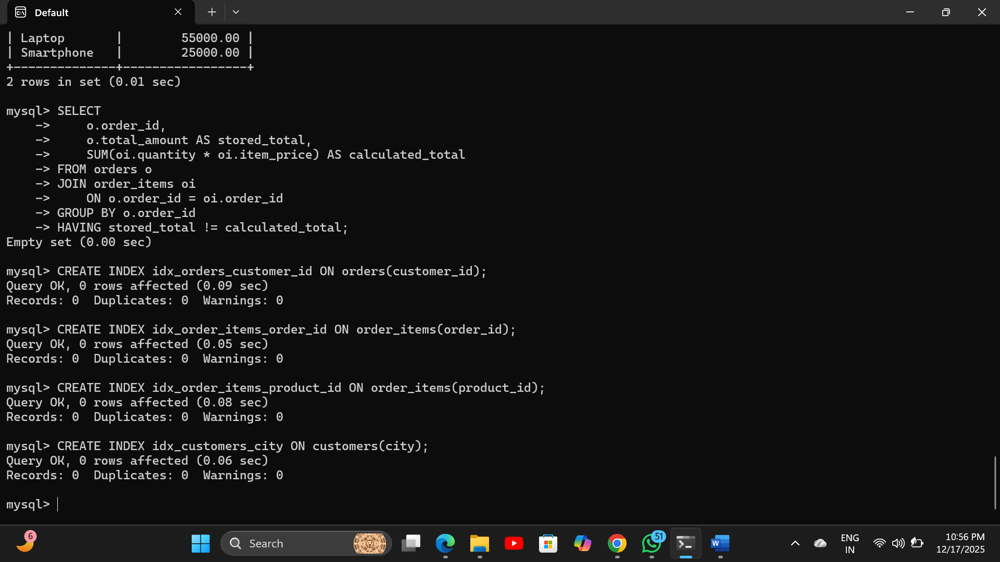 Default
| Laptop       |        55000.00 |
| Smartphone   |        25000.00 |
+--------------+-----------------+
2 rows in set (0.01 sec)
mysql> SELECT
    ->     o.order_id,
    ->     o.total_amount AS stored_total,
    ->     SUM(oi.quantity * oi.item_price) AS calculated_total
    -> FROM orders o
    -> JOIN order_items oi
    ->     ON o.order_id = oi.order_id
    -> GROUP BY o.order_id
    -> HAVING stored_total != calculated_total;
Empty set (0.00 sec)
mysql> CREATE INDEX idx_orders_customer_id ON orders(customer_id);
Query OK, 0 rows affected (0.09 sec)
Records: 0  Duplicates: 0  Warnings: 0
mysql> CREATE INDEX idx_order_items_order_id ON order_items(order_id);
Query OK, 0 rows affected (0.05 sec)
Records: 0  Duplicates: 0  Warnings: 0
mysql> CREATE INDEX idx_order_items_product_id ON order_items(product_id);
Query OK, 0 rows affected (0.08 sec)
Records: 0  Duplicates: 0  Warnings: 0
mysql> CREATE INDEX idx_customers_city ON customers(city);
Query OK, 0 rows affected (0.06 sec)
Records: 0  Duplicates: 0  Warnings: 0
mysql>
6
Search
51
W
ENG
IN
10:56 PM
12/17/2025